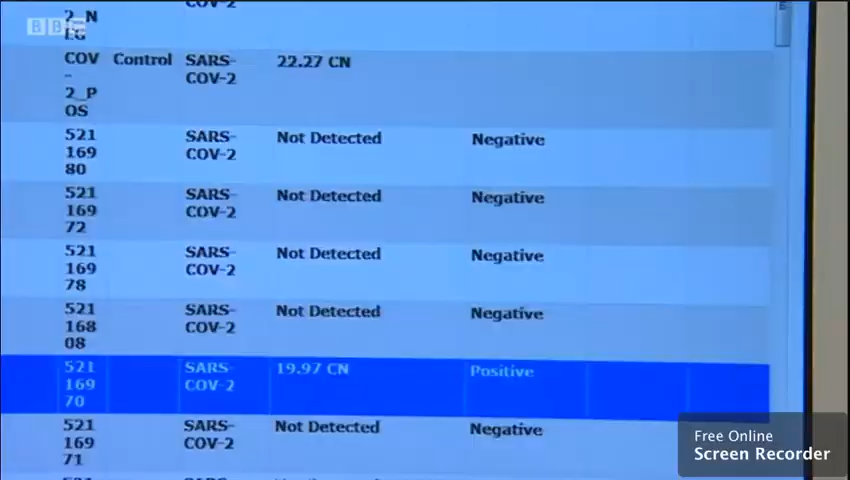 COV-2
2_N
BBC
EG
COV Control SARS- 22.27 CN
- COV-2
2_P
OS
521 SARS- Not Detected Negative
169 COV-2
80
521 SARS- Not Detected Negative
169 COV-2
72
521 SARS- Not Detected Negative
169 COV-2
78
521 SARS- Not Detected Negative
168 COV-2
08
521 SARS- 19.97 CN Positive
169 COV-2
70
521 SARS- Not Detected Negative
169 COV-2
71
Free Online
Screen Recorder